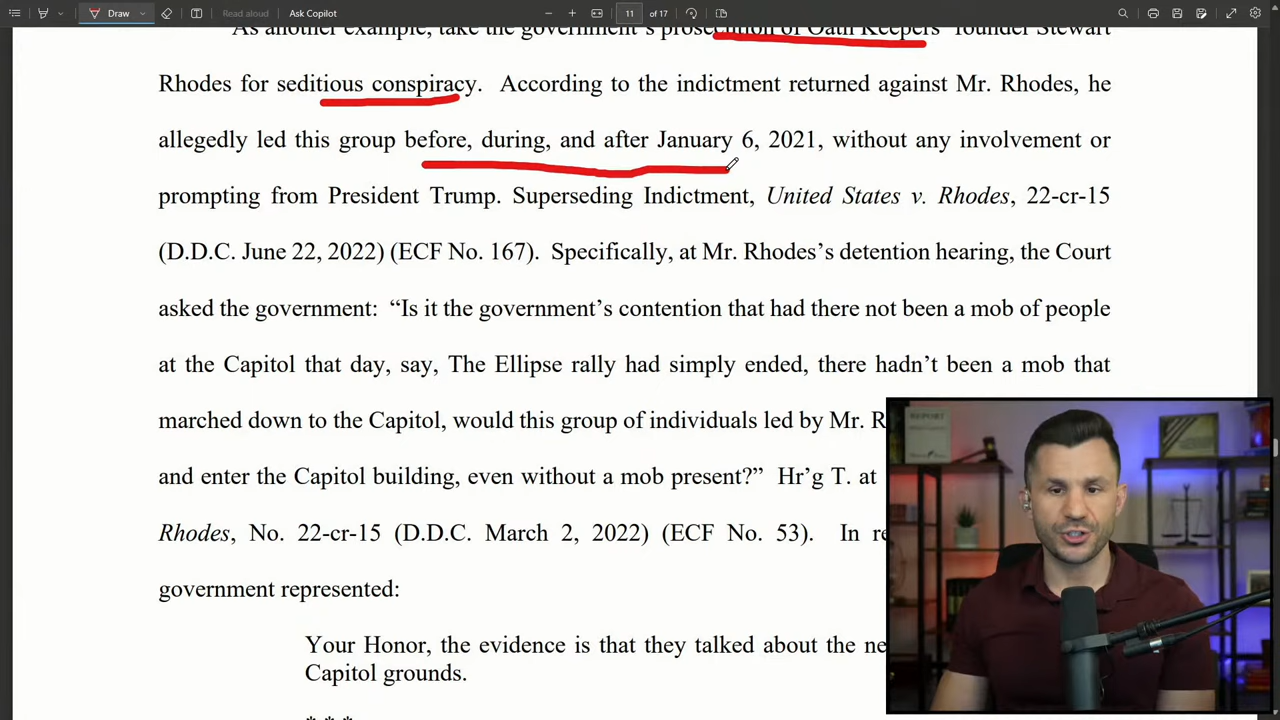 Draw
Read aloud
Ask Copilot
11
of 17
As another example, take the government's prosecution of Oath Keepers' founder Stewart
Rhodes for seditious conspiracy. According to the indictment returned against Mr. Rhodes, he
allegedly led this group before, during, and after January 6, 2021, without any involvement or
prompting from President Trump. Superseding Indictment, United States v. Rhodes, 22-cr-15
(D.D.C. June 22, 2022) (ECF No. 167). Specifically, at Mr. Rhodes's detention hearing, the Court
asked the government: “Is it the government's contention that had there not been a mob of people
at the Capitol that day, say, The Ellipse rally had simply ended, there hadn't been a mob that
marched down to the Capitol, would this group of individuals led by Mr. R
and enter the Capitol building, even without a mob present?” Hr'g T. at
Rhodes, No. 22-cr-15 (D.D.C. March 2, 2022) (ECF No. 53). In re
government represented:
Your Honor, the evidence is that they talked about the ne
Capitol grounds.
* * *
REPORT